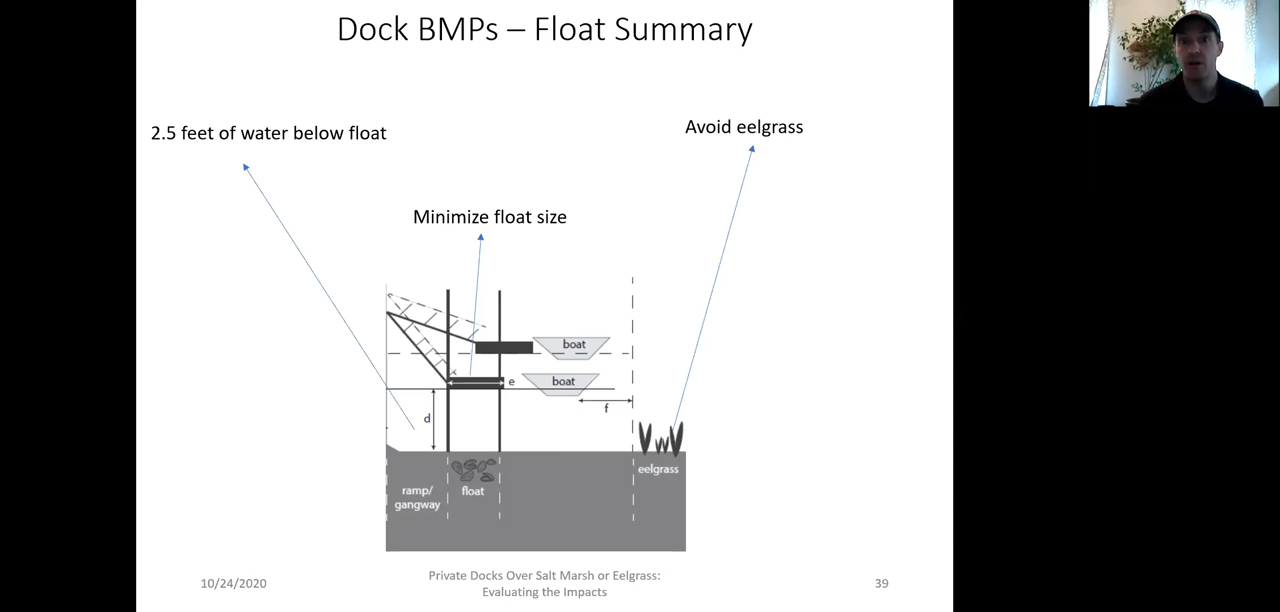 Dock BMPs – Float Summary
2.5 feet of water below float
Avoid eelgrass
Minimize float size
boat
boat
e
f
d
eelgrass
ramp/
gangway
float
10/24/2020
Private Docks Over Salt Marsh or Eelgrass:
Evaluating the Impacts
39